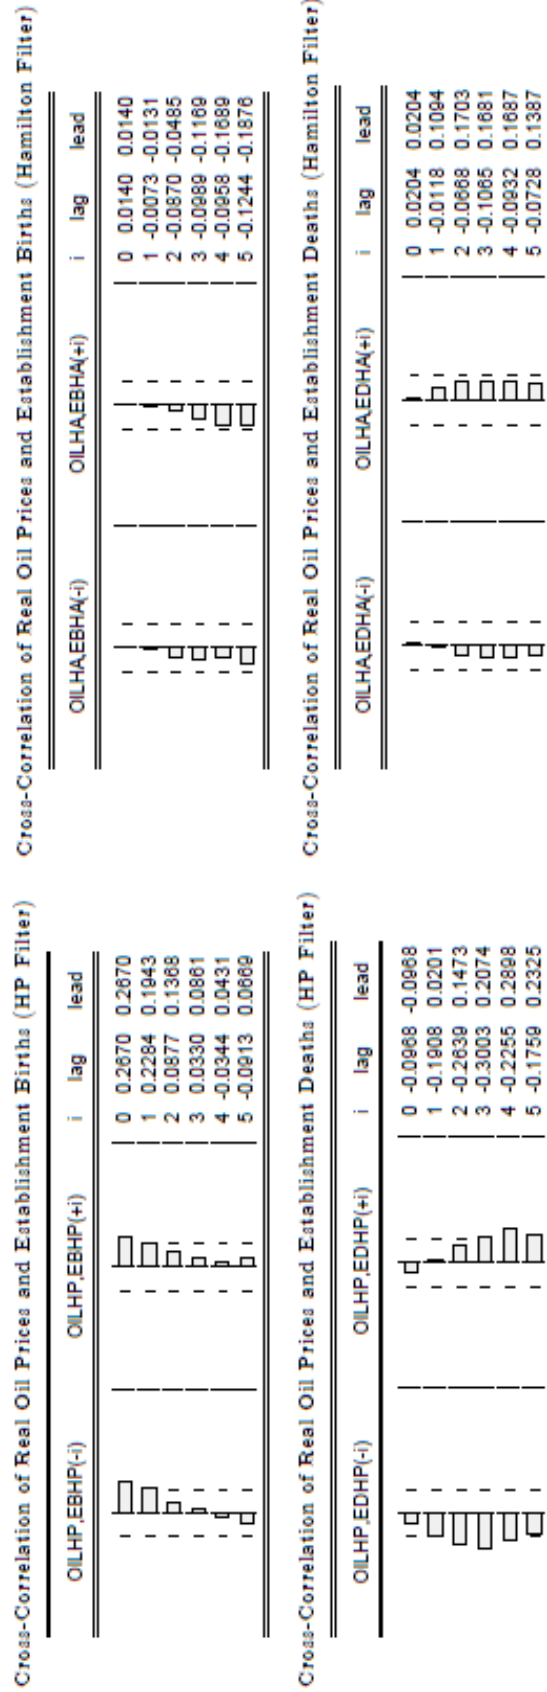 Cross-Correlation of Real Oil Prices and Establishment Births (HP Filter)
OILHP,EBHP(-i) OILHP,EBHP(+i) i lag lead
0 0.2670 0.2670
1 0.2284 0.1943
2 0.0877 0.1368
3 0.0330 0.0861
4 -0.0344 0.0431
5 -0.0913 0.0669
Cross-Correlation of Real Oil Prices and Establishment Births (Hamilton Filter)
OILHA,EBHA(-i) OILHA,EBHA(+i) i lag lead
0 0.0140 0.0140
1 -0.0073 -0.0131
2 -0.0870 -0.0485
3 -0.0989 -0.1169
4 -0.0958 -0.1689
5 -0.1244 -0.1876
Cross-Correlation of Real Oil Prices and Establishment Deaths (HP Filter)
OILHP,EDHP(-i) OILHP,EDHP(+i) i lag lead
0 -0.0968 -0.0968
1 -0.1908 0.0201
2 -0.2639 0.1473
3 -0.3003 0.2074
4 -0.2255 0.2898
5 -0.1759 0.2325
Cross-Correlation of Real Oil Prices and Establishment Deaths (Hamilton Filter)
OILHA,EDHA(-i) OILHA,EDHA(+i) i lag lead
0 0.0204 0.0204
1 -0.0118 0.1094
2 -0.0668 0.1703
3 -0.1065 0.1681
4 -0.0932 0.1687
5 -0.0728 0.1387